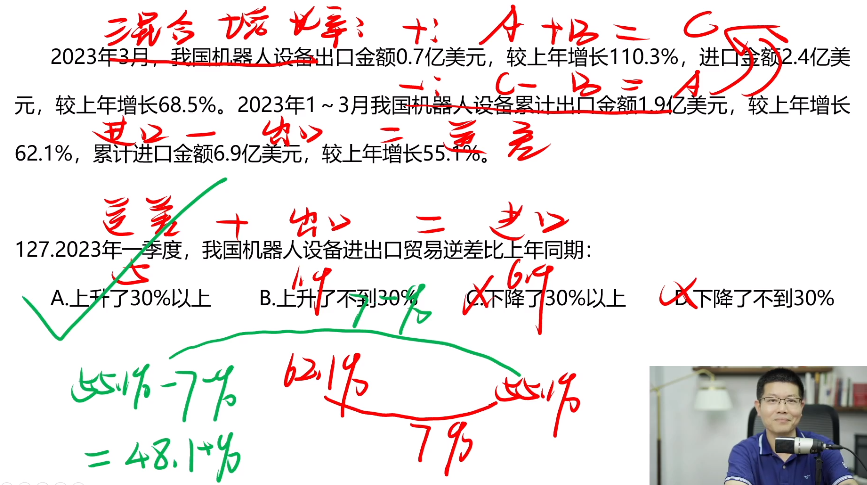 混合增长率: +: A + B = C
2023年3月，我国机器人设备出口金额0.7亿美元，较上年增长110.3%，进口金额2.4亿美
-: C - B = A
元，较上年增长68.5%。2023年1～3月我国机器人设备累计出口金额1.9亿美元，较上年增长
进口 - 出口 = 逆差
62.1%，累计进口金额6.9亿美元，较上年增长55.1%。
逆差 + 出口 = 进口
127.2023年一季度，我国机器人设备进出口贸易逆差比上年同期：
5 1.9 6.9
A.上升了30%以上 B.上升了不到30% C.下降了30%以上 D.下降了不到30%
7-%
55.1%-7-% 62.1% 55.1%
= 48.1+% 7%